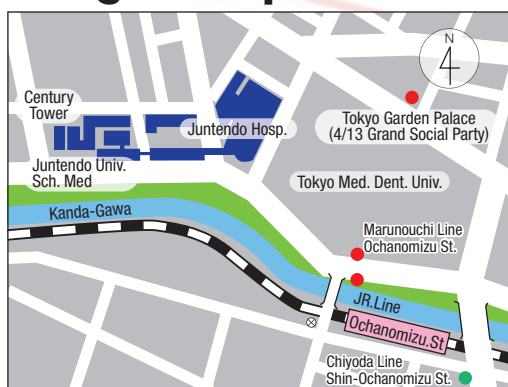 N
Century
Tower
Juntendo Hosp.
Tokyo Garden Palace
(4/13 Grand Social Party)
Juntendo Univ.
Sch. Med
Tokyo Med. Dent. Univ.
Kanda-Gawa
Marunouchi Line
Ochanomizu St.
JR.Line
Ochanomizu.St
Chiyoda Line
Shin-Ochanomizu St.